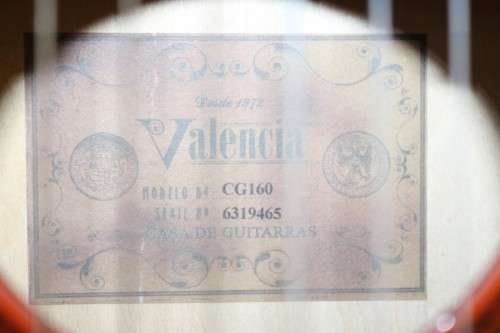 Desde 1972
Valencia
MODELO Nº CG160
SERIE Nº 6319465
CASA DE GUITARRAS